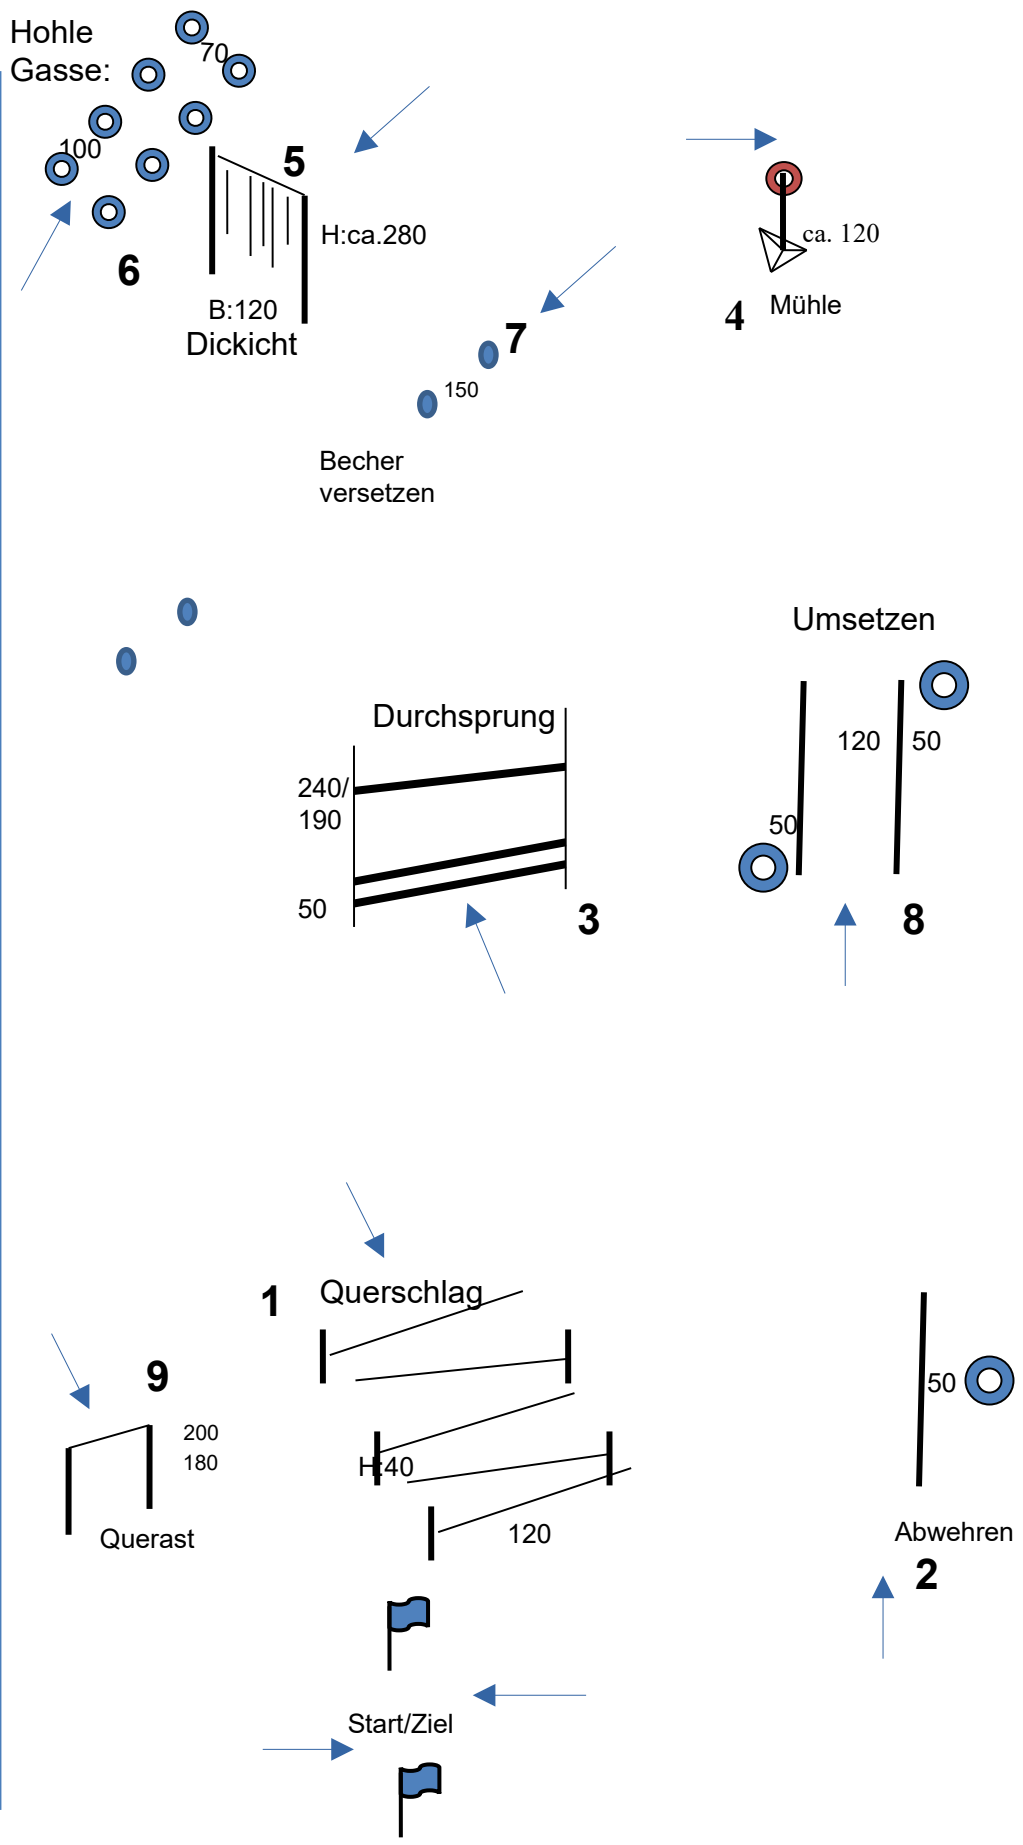 Hohle
Gasse:
70
100
5
H:ca.280
6
B:120
Dickicht
ca. 120
4
Mühle
7
150
Becher
versetzen
Umsetzen
120
50
50
8
Durchsprung
240/
190
50
3
1
Querschlag
9
200
180
Querast
H:40
120
50
Abwehren
2
Start/Ziel